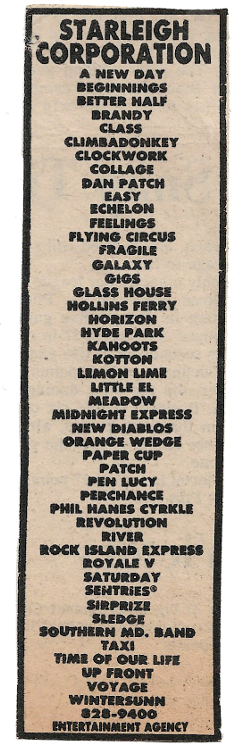 STARLEIGH
CORPORATION
A NEW DAY
BEGINNINGS
BETTER HALF
BRANDY
CLASS
CLIMBADONKEY
CLOCKWORK
COLLAGE
DAN PATCH
EASY
ECHELON
FEELINGS
FLYING CIRCUS
FRAGILE
GALAXY
GIGS
GLASS HOUSE
HOLLINS FERRY
HORIZON
HYDE PARK
KAHOOTS
KOTTON
LEMON LIME
LITTLE EL
MEADOW
MIDNIGHT EXPRESS
NEW DIABLOS
ORANGE WEDGE
PAPER CUP
PATCH
PEN LUCY
PERCHANCE
PHIL HANES CYRKLE
REVOLUTION
RIVER
ROCK ISLAND EXPRESS
ROYALE V
SATURDAY
SENTRiES®
SIRPRIZE
SLEDGE
SOUTHERN MD. BAND
TAXI
TIME OF OUR LIFE
UP FRONT
VOYAGE
WINTERSUNN
828-9400
ENTERTAINMENT AGENCY